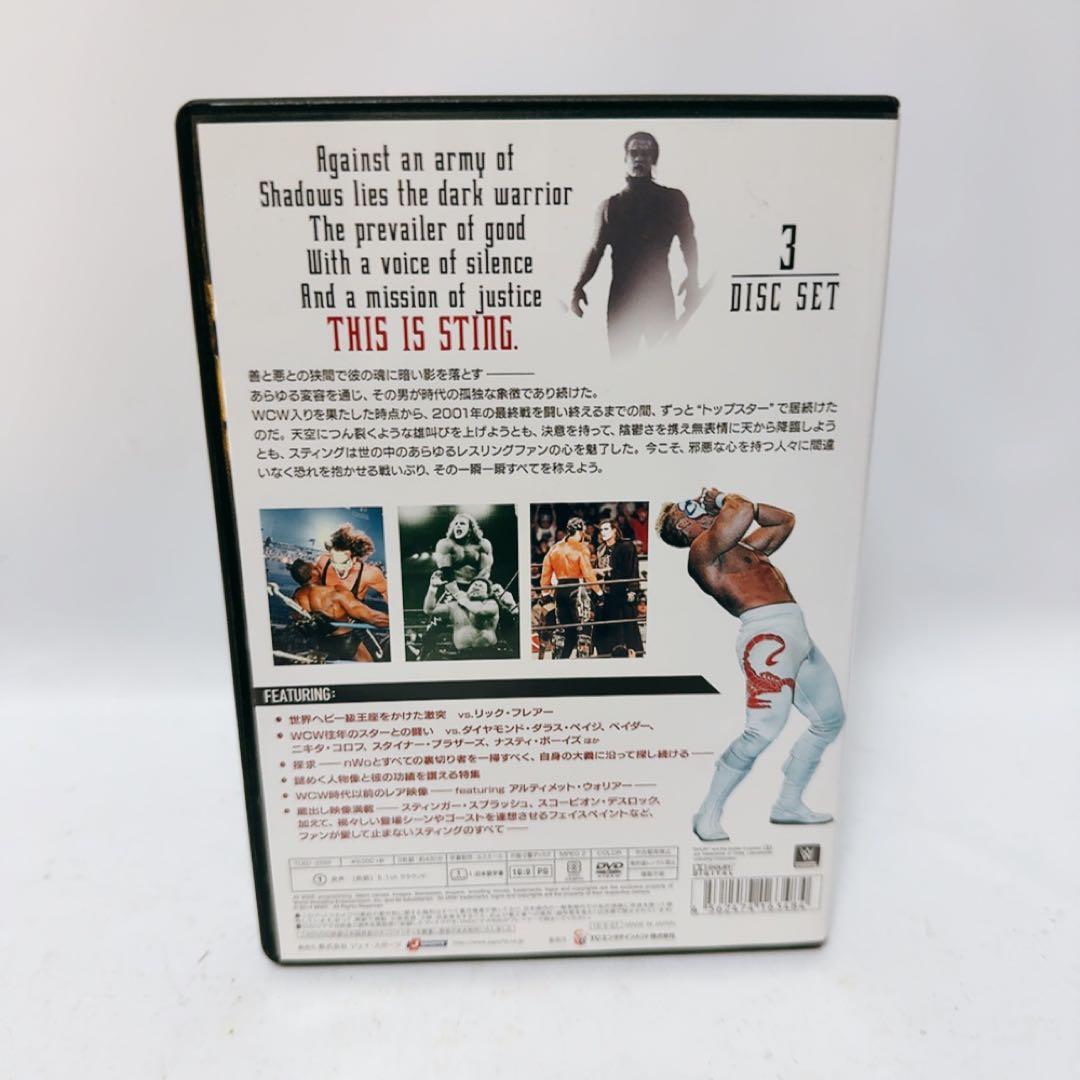 Against an army of
Shadows lies the dark warrior
The prevailer of good
With a voice of silence
And a mission of justice
THIS IS STING.
3
DISC SET
善と悪との狭間で彼の魂に暗い影を落とす ———
あらゆる変容を通じ、その男が時代の孤独な象徴であり続けた。
WCW入りを果たした時点から、2001年の最終戦を闘い終えるまでの間、ずっと“トップスター”で居続けた
のだ。天空につん裂くような雄叫びを上げようとも、決意を持って、陰鬱さを携え無表情に天から降臨しよう
とも、スティングは世の中のあらゆるレスリングファンの心を魅了した。今こそ、邪悪な心を持つ人々に間違
いなく恐れを抱かせる戦いぶり、その一瞬一瞬すべてを称えよう。
FEATURING:
● 世界ヘビー級王座をかけた激突 vs.リック・フレアー
● WCW往年のスターとの闘い vs.ダイヤモンド・ダラス・ペイジ、ベイダー、
ニキタ・コロフ、スタイナー・ブラザーズ、ナスティ・ボーイズ ほか
● 探求 —— nWoとすべての裏切り者を一掃すべく、自身の大義に沿って探し続ける ——
● 謎めく人物像と彼の功績を讃える特集
● WCW時代以前のレア映像 —— featuring アルティメット・ウォリアー ——
● 蔵出し映像満載 —— スティンガー・スプラッシュ、スコーピオン・デスロック、
加えて、禍々しい登場シーンやゴーストを連想させるフェイスペイントなど、
ファンが愛して止まないスティングのすべて ——
MPEG 2
COLOR
16:9
DVD
DIGITAL
W
4 562474 163464
MADE IN JAPAN
株式会社 ジェイ・スポーツ